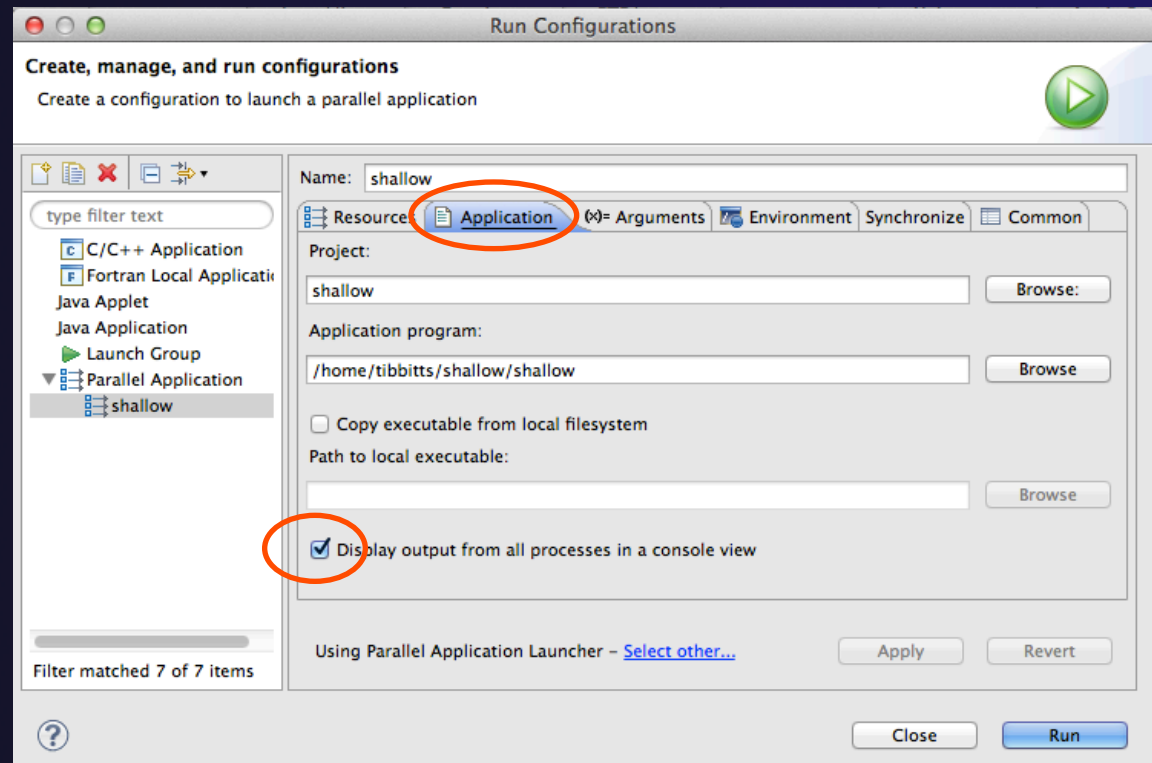 Run Configurations
Create, manage, and run configurations
Create a configuration to launch a parallel application
type filter text
C/C++ Application
Fortran Local Applicatio
Java Applet
Java Application
Launch Group
Parallel Application
shallow
Filter matched 7 of 7 items
Name: shallow
Resources Application (x)= Arguments Environment Synchronize Common
Project:
shallow Browse:
Application program:
/home/tibbitts/shallow/shallow Browse
Copy executable from local filesystem
Path to local executable:
Browse
Display output from all processes in a console view
Using Parallel Application Launcher – Select other... Apply Revert
? Close Run